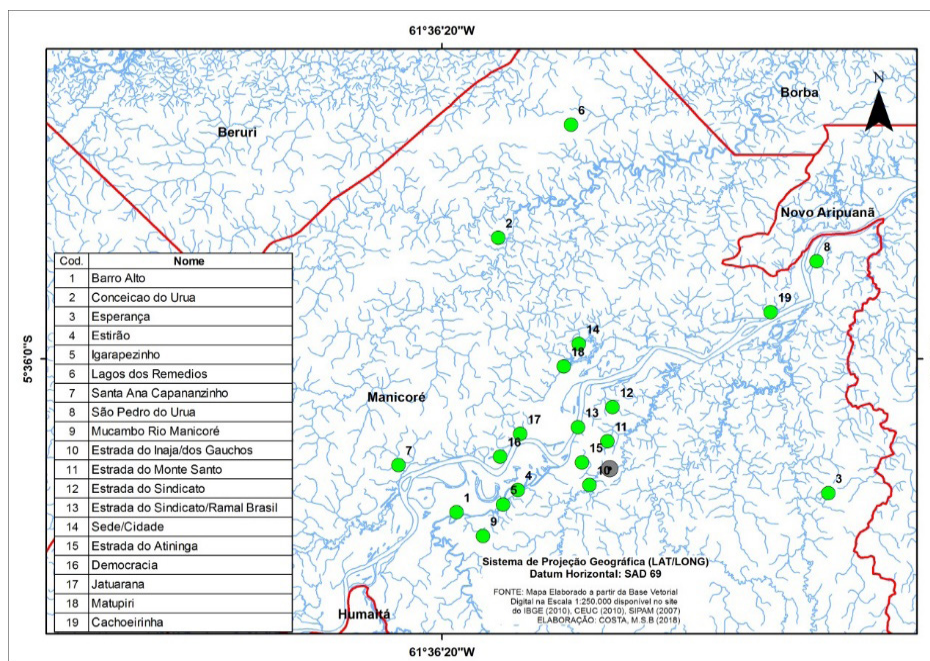 61°36'20"W
N
Borba
Beruri
6
Novo Aripuanã
2
8
19
14
18
5°36'0"S
Manicoré
12
13
11
17
16
15
10
7
4
5
1
9
3
Cod. Nome
1 Barro Alto
2 Conceicao do Urua
3 Esperança
4 Estirão
5 Igarapezinho
6 Lagos dos Remedios
7 Santa Ana Capananzinho
8 São Pedro do Urua
9 Mucambo Rio Manicoré
10 Estrada do Inaja/dos Gauchos
11 Estrada do Monte Santo
12 Estrada do Sindicato
13 Estrada do Sindicato/Ramal Brasil
14 Sede/Cidade
15 Estrada do Atininga
16 Democracia
17 Jatuarana
18 Matupiri
19 Cachoeirinha
Humaitá
Sistema de Projeção Geográfica (LAT/LONG)
Datum Horizontal: SAD 69
FONTE: Mapa Elaborado a partir da Base Vetorial
Digital na Escala 1:250.000 disponível no site
do IBGE (2010), CEUC (2010), SIPAM (2007)
ELABORAÇÃO: COSTA, M.S.B (2018)
61°36'20"W